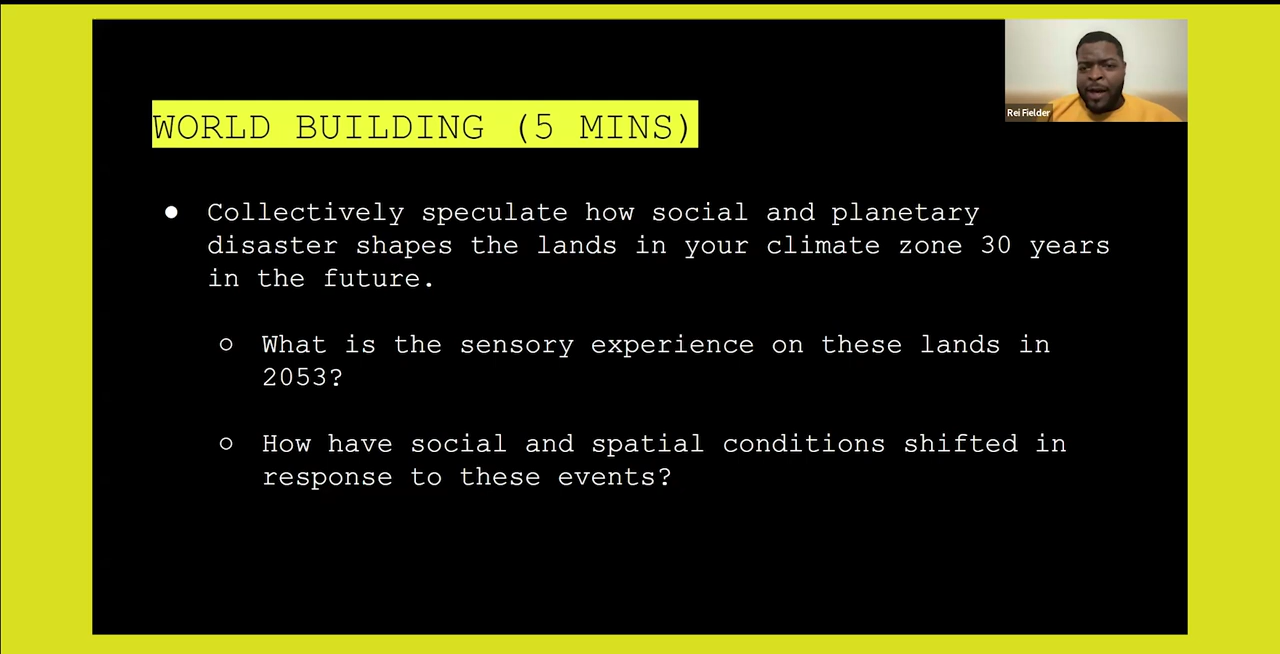 WORLD BUILDING (5 MINS)
Rei Fielder
● Collectively speculate how social and planetary
disaster shapes the lands in your climate zone 30 years
in the future.
○ What is the sensory experience on these lands in
2053?
○ How have social and spatial conditions shifted in
response to these events?